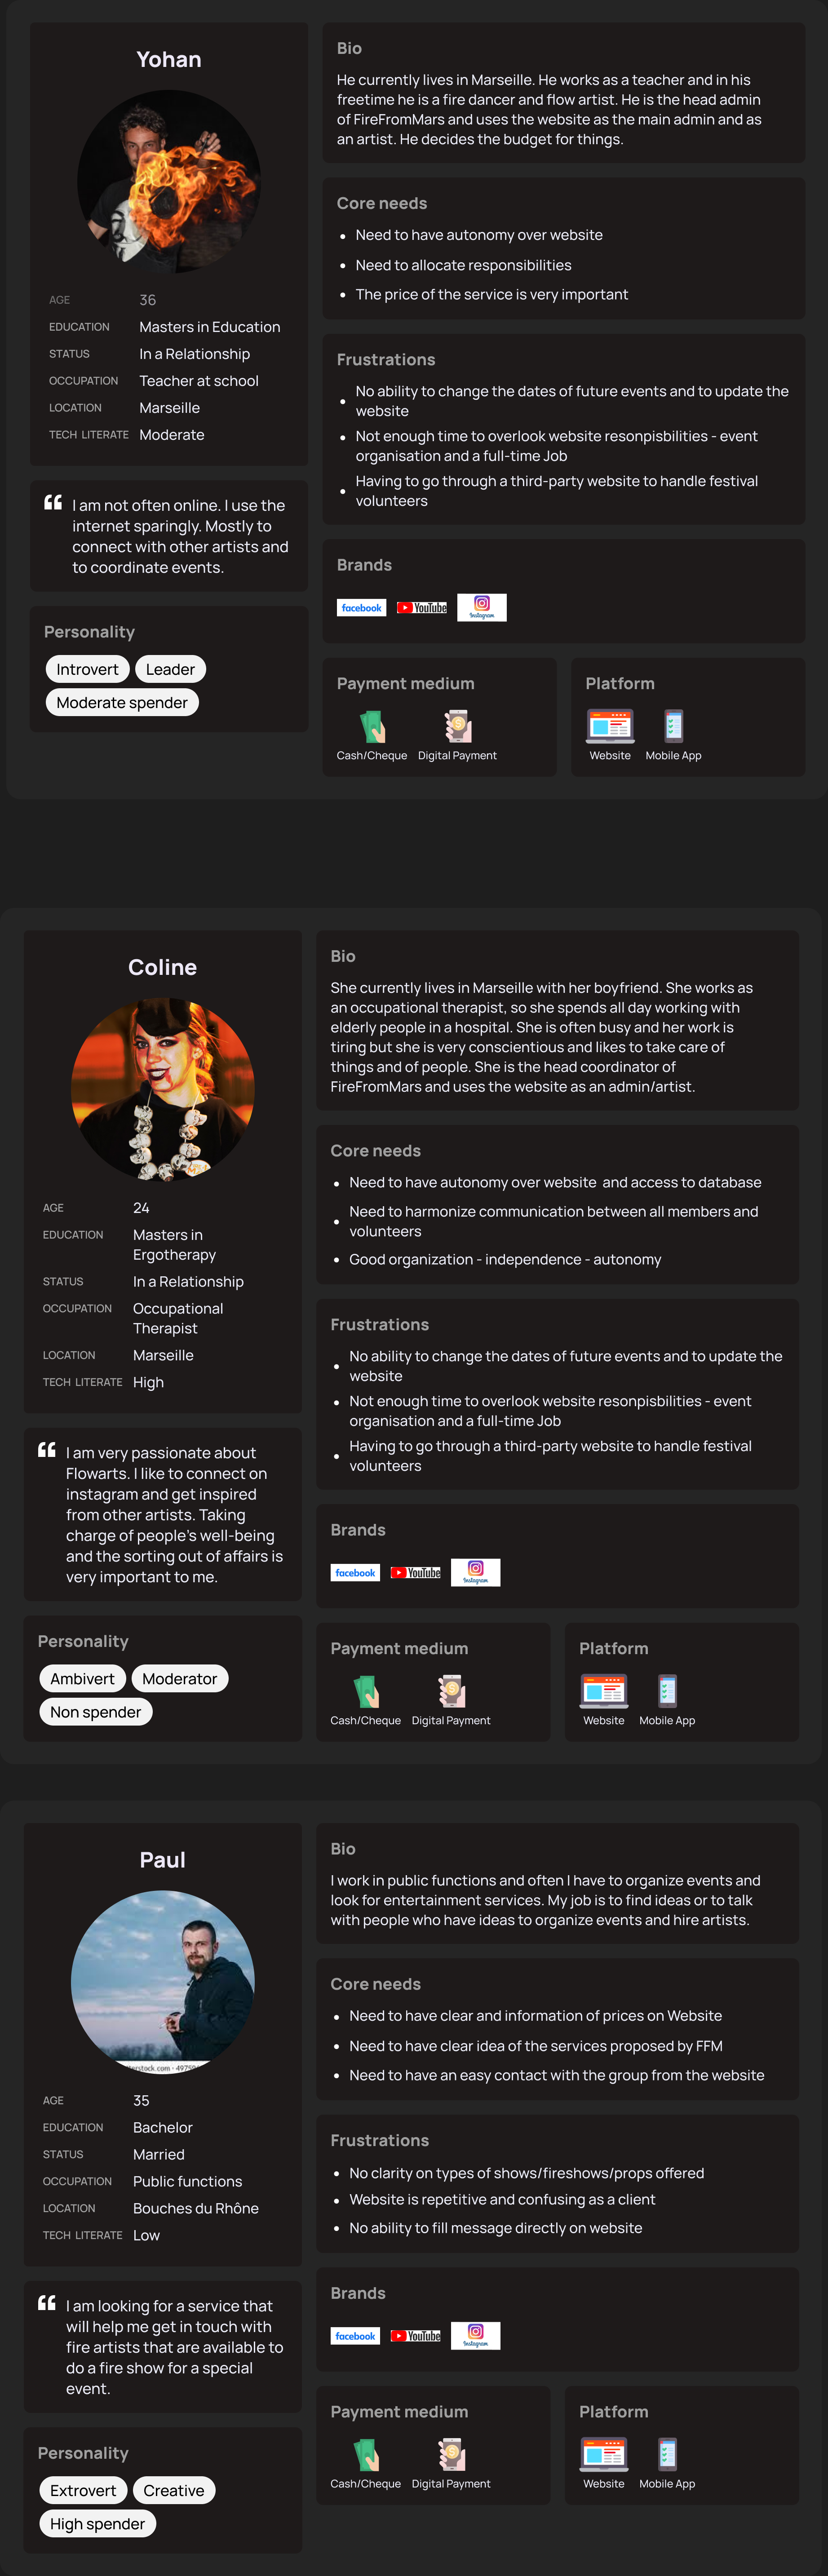 Yohan
AGE 36
EDUCATION Masters in Education
STATUS In a Relationship
OCCUPATION Teacher at school
LOCATION Marseille
TECH LITERATE Moderate
“ I am not often online. I use the
internet sparingly. Mostly to
connect with other artists and
to coordinate events.
Personality
Introvert Leader
Moderate spender
Bio
He currently lives in Marseille. He works as a teacher and in his
freetime he is a fire dancer and flow artist. He is the head admin
of FireFromMars and uses the website as the main admin and as
an artist. He decides the budget for things.
Core needs
• Need to have autonomy over website
• Need to allocate responsibilities
• The price of the service is very important
Frustrations
• No ability to change the dates of future events and to update the
website
• Not enough time to overlook website resonpisbilities - event
organisation and a full-time Job
• Having to go through a third-party website to handle festival
volunteers
Brands
facebook YouTube Instagram
Payment medium
Cash/Cheque Digital Payment
Platform
Website Mobile App
Coline
AGE 24
EDUCATION Masters in
Ergotherapy
STATUS In a Relationship
OCCUPATION Occupational
Therapist
LOCATION Marseille
TECH LITERATE High
“ I am very passionate about
Flowarts. I like to connect on
instagram and get inspired
from other artists. Taking
charge of people's well-being
and the sorting out of affairs is
very important to me.
Personality
Ambivert Moderator
Non spender
Bio
She currently lives in Marseille with her boyfriend. She works as
an occupational therapist, so she spends all day working with
elderly people in a hospital. She is often busy and her work is
tiring but she is very conscientious and likes to take care of
things and of people. She is the head coordinator of
FireFromMars and uses the website as an admin/artist.
Core needs
• Need to have autonomy over website and access to database
• Need to harmonize communication between all members and
volunteers
• Good organization - independence - autonomy
Frustrations
• No ability to change the dates of future events and to update the
website
• Not enough time to overlook website resonpisbilities - event
organisation and a full-time Job
• Having to go through a third-party website to handle festival
volunteers
Brands
facebook YouTube Instagram
Payment medium
Cash/Cheque Digital Payment
Platform
Website Mobile App
Paul
AGE 35
EDUCATION Bachelor
STATUS Married
OCCUPATION Public functions
LOCATION Bouches du Rhône
TECH LITERATE Low
“ I am looking for a service that
will help me get in touch with
fire artists that are available to
do a fire show for a special
event.
Personality
Extrovert Creative
High spender
Bio
I work in public functions and often I have to organize events and
look for entertainment services. My job is to find ideas or to talk
with people who have ideas to organize events and hire artists.
Core needs
• Need to have clear and information of prices on Website
• Need to have clear idea of the services proposed by FFM
• Need to have an easy contact with the group from the website
Frustrations
• No clarity on types of shows/fireshows/props offered
• Website is repetitive and confusing as a client
• No ability to fill message directly on website
Brands
facebook YouTube Instagram
Payment medium
Cash/Cheque Digital Payment
Platform
Website Mobile App